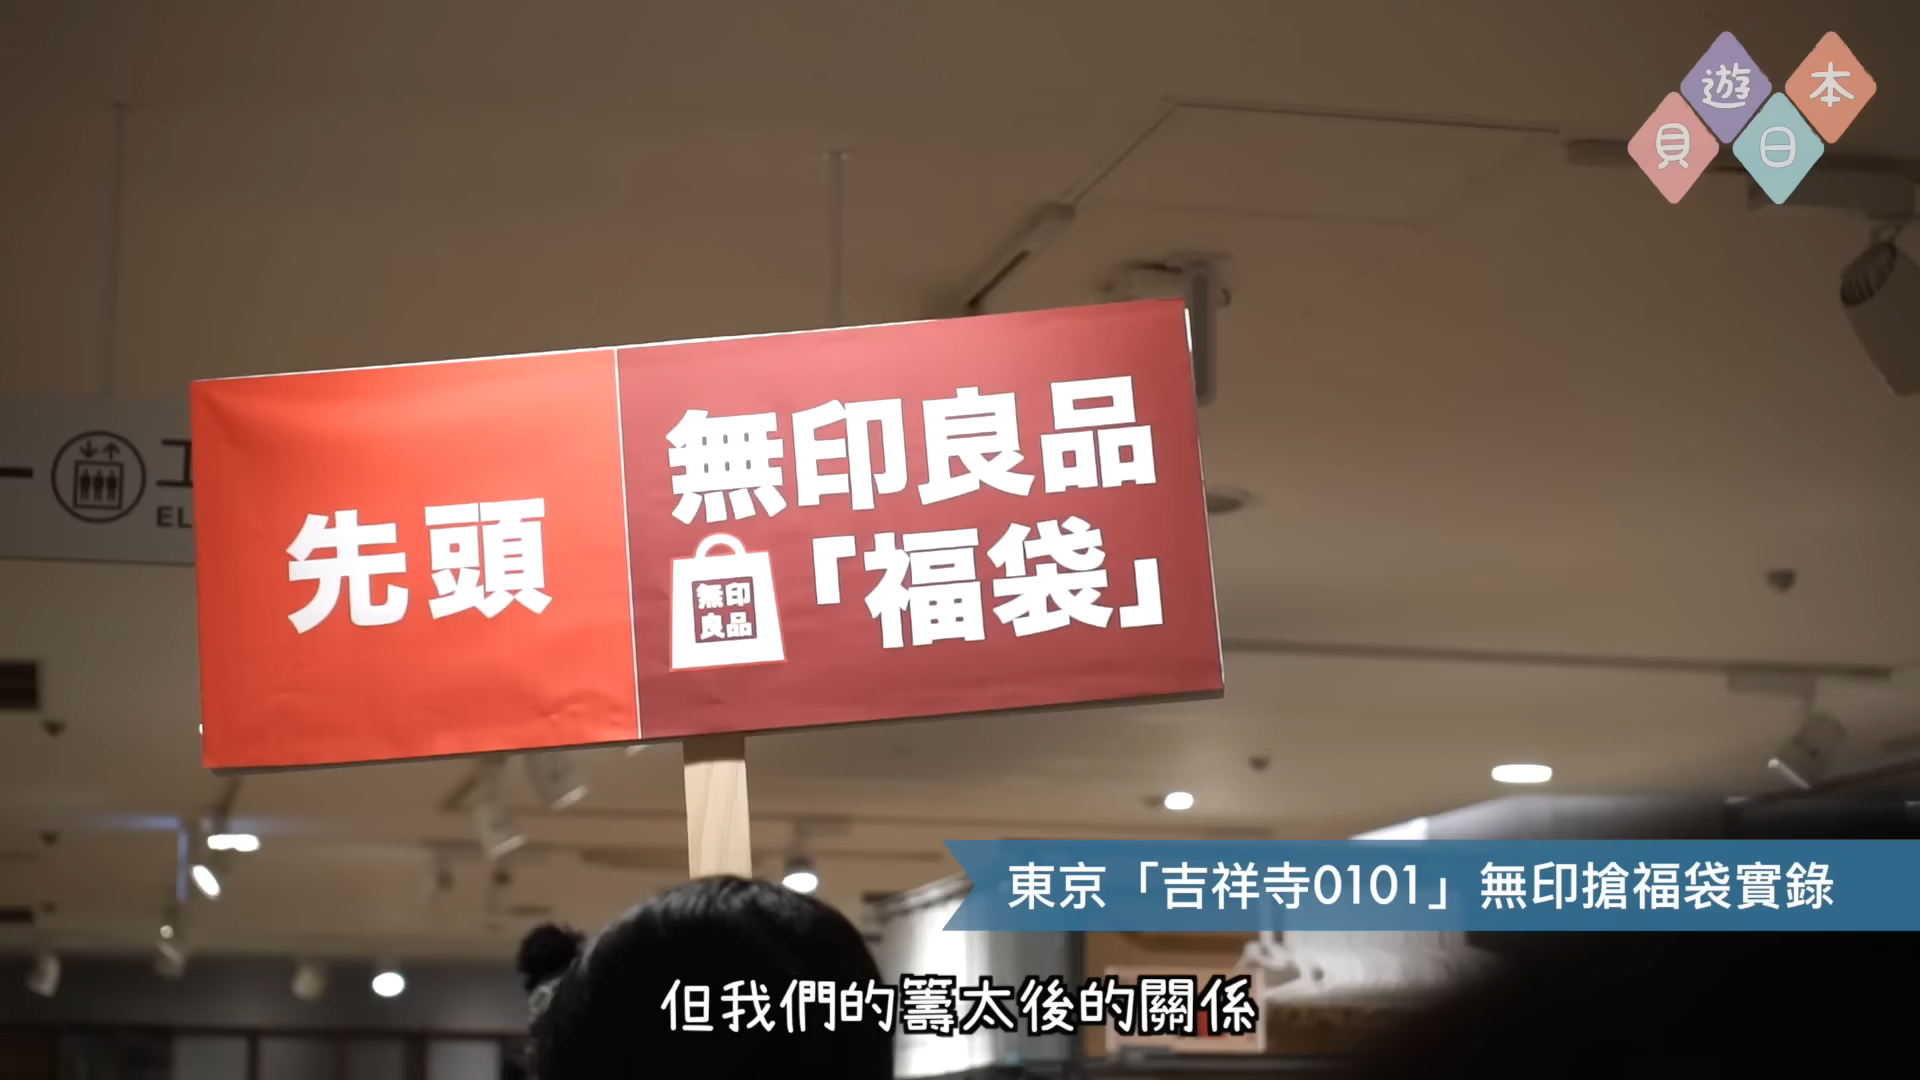 貝遊日本
エ
EL
先頭
無印良品
「福袋」
無印
良品
東京「吉祥寺0101」無印搶福袋實錄
但我們的籌太後的關係